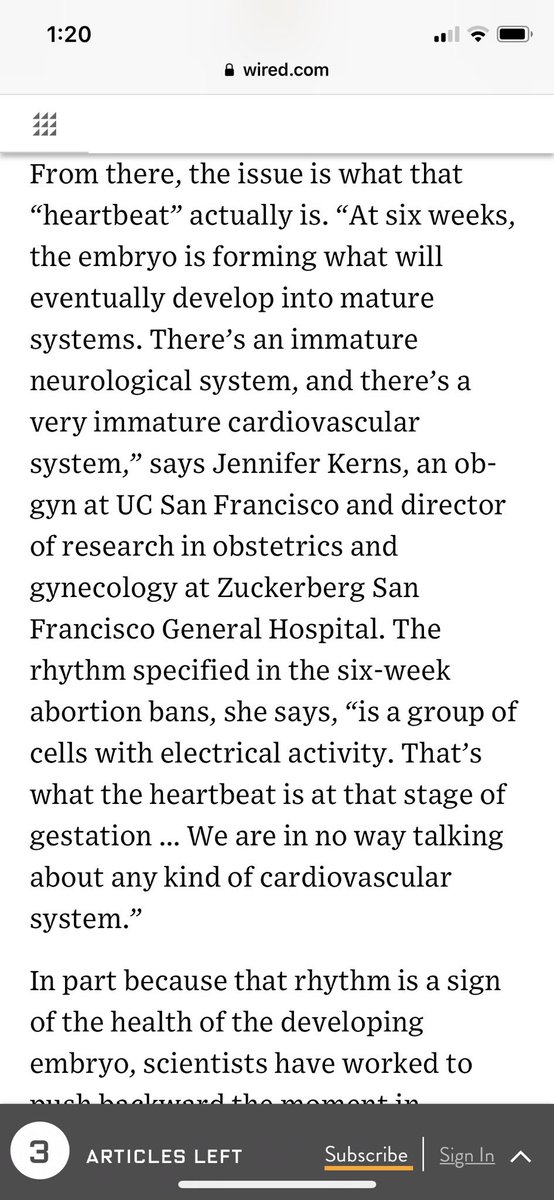 1:20
wired.com
From there, the issue is what that
“heartbeat” actually is. “At six weeks,
the embryo is forming what will
eventually develop into mature
systems. There’s an immature
neurological system, and there’s a
very immature cardiovascular
system,” says Jennifer Kerns, an ob-
gyn at UC San Francisco and director
of research in obstetrics and
gynecology at Zuckerberg San
Francisco General Hospital. The
rhythm specified in the six-week
abortion bans, she says, “is a group of
cells with electrical activity. That’s
what the heartbeat is at that stage of
gestation ... We are in no way talking
about any kind of cardiovascular
system.”
In part because that rhythm is a sign
of the health of the developing
embryo, scientists have worked to
push backward the moment in
3 ARTICLES LEFT Subscribe Sign In